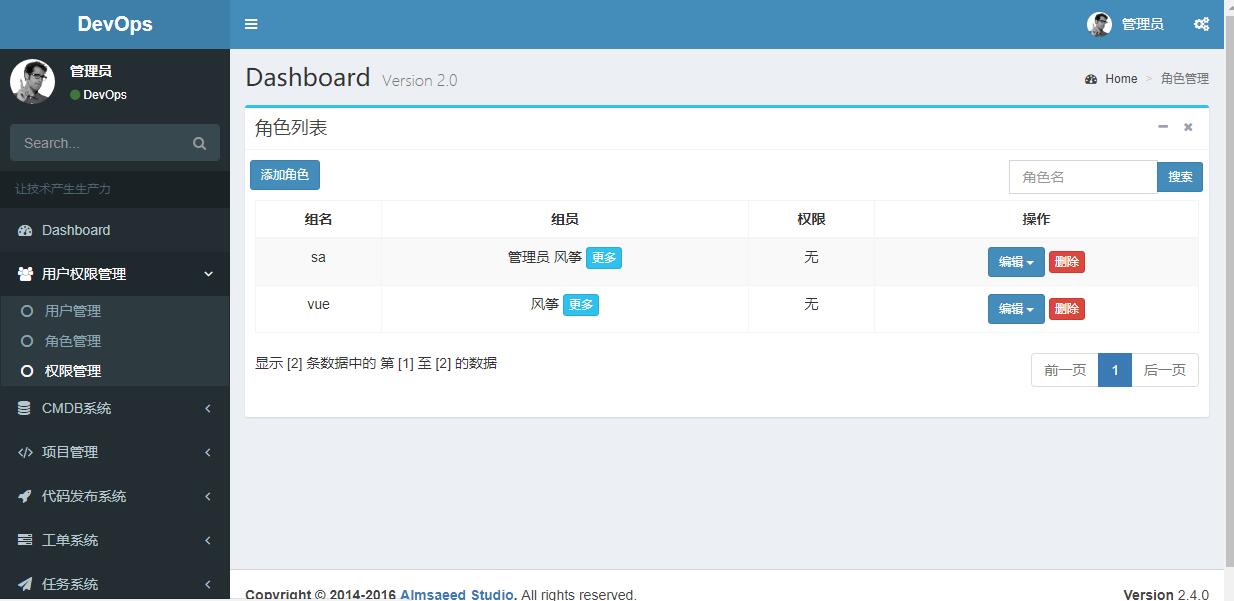 DevOps
管理员
管理员
DevOps
Search...
让技术产生生产力
Dashboard
用户权限管理
用户管理
角色管理
权限管理
CMDB系统
项目管理
代码发布系统
工单系统
任务系统
Dashboard Version 2.0
Home > 角色管理
角色列表
添加角色
角色名 搜索
组名 组员 权限 操作
sa 管理员 风筝 更多 无 编辑 删除
vue 风筝 更多 无 编辑 删除
显示 [2] 条数据中的 第 [1] 至 [2] 的数据
前一页 1 后一页
Copyright © 2014-2016 Almsaeed Studio. All rights reserved.
Version 2.4.0